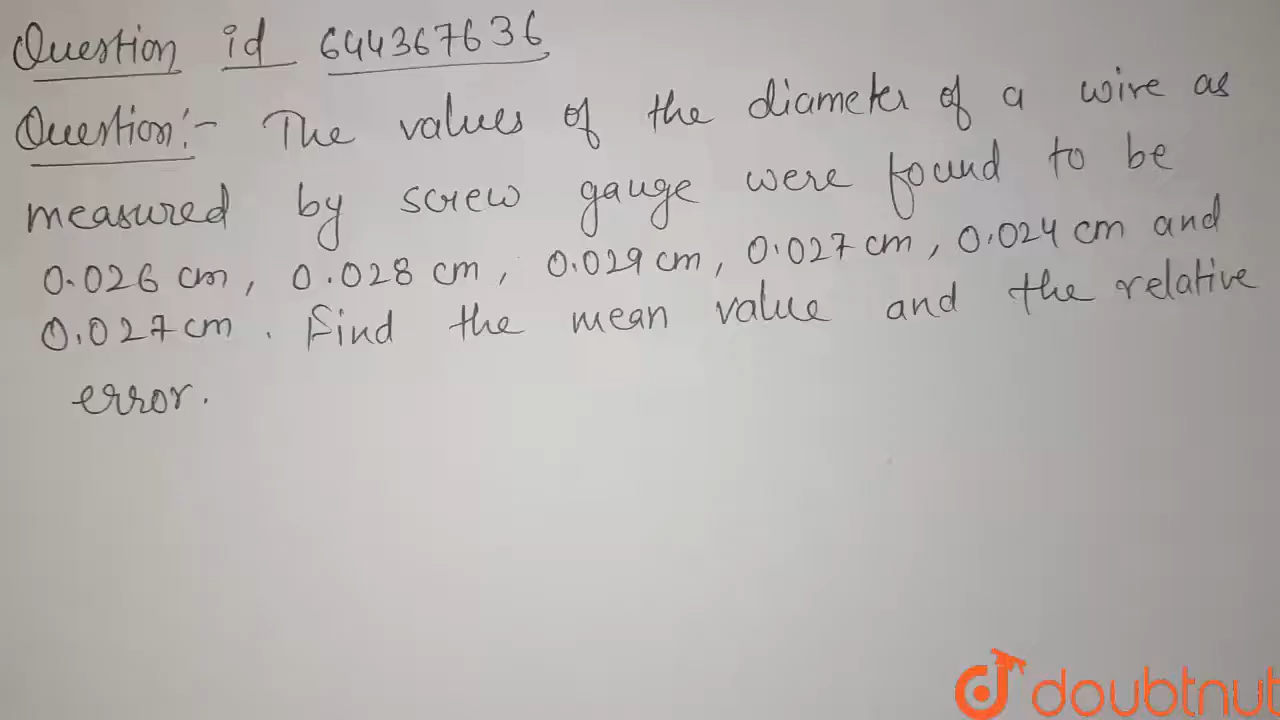 Question id 644367636
Question:- The values of the diameter of a wire as
measured by screw gauge were found to be
0.026 cm, 0.028 cm, 0.029 cm, 0.027 cm, 0.024 cm and
0.027 cm. Find the mean value and the relative
error.
doubtnut